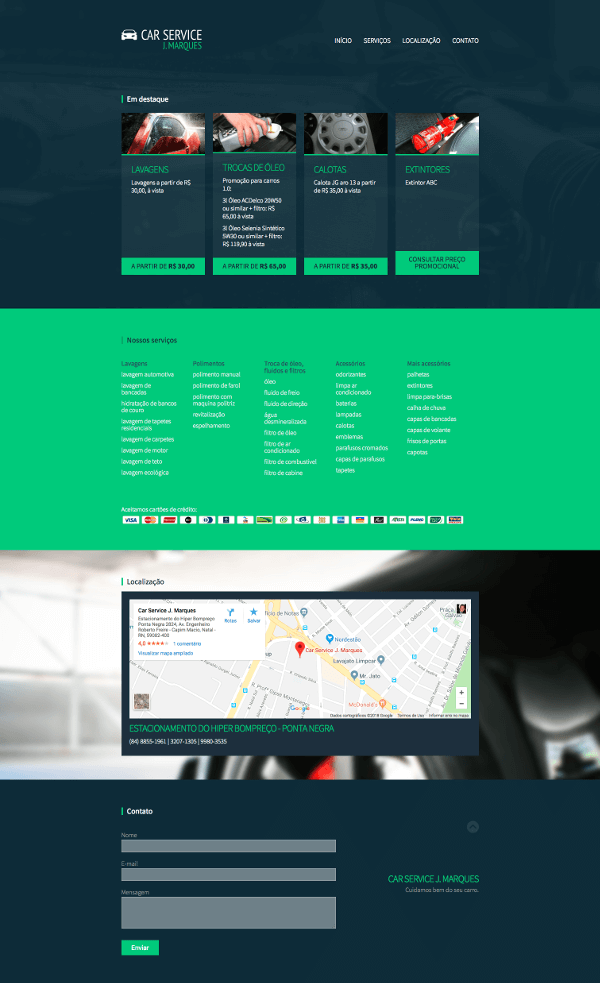 CAR SERVICE
J. MARQUES
INÍCIO SERVIÇOS LOCALIZAÇÃO CONTATO
Em destaque
LAVAGENS
Lavagens a partir de R$
30,00, à vista
A PARTIR DE R$ 30,00
TROCAS DE ÓLEO
Promoção para carros
1.0:
3l Óleo ACDelco 20W50
ou similar + filtro: R$
65,00 à vista
3l Óleo Selenia Sintético
5W30 ou similar + filtro:
R$ 119,90 à vista
A PARTIR DE R$ 65,00
CALOTAS
Calota JG aro 13 a partir
de R$ 35,00 à vista
A PARTIR DE R$ 35,00
EXTINTORES
Extintor ABC
CONSULTAR PREÇO
PROMOCIONAL
Nossos serviços
Lavagens
lavagem automotiva
lavagem de
bancadas
hidratação de bancos
de couro
lavagem de tapetes
residenciais
lavagem de carpetes
lavagem de motor
lavagem de teto
lavagem ecológica
Polimentos
polimento manual
polimento de farol
polimento com
maquina politriz
revitalização
espelhamento
Troca de óleo,
fluidos e filtros
óleo
fluido de freio
fluido de direção
água
desmineralizada
filtro de óleo
filtro de ar
condicionado
filtro de combustível
filtro de cabine
Acessórios
odorizantes
limpa ar
condicionado
baterias
lampadas
calotas
emblemas
parafusos cromados
capas de parafusos
tapetes
Mais acessórios
palhetas
extintores
limpa para-brisas
calha de chuva
capas de bancadas
capas de volante
frisos de portas
capotas
Aceitamos cartões de crédito:
VISA
Localização
Car Service J. Marques
Estacionamento do Hiper Bompreço
Ponta Negra 2024, Av. Engenheiro
Roberto Freire - Capim Macio, Natal -
RN, 59082-400
4,8 1 comentário
Visualizar mapa ampliado
Rotas Salvar
Fício de Notas
Nordestão
Car Service J. Marques
Lavajato Limpcar
Mr. Jato
McDonald's
Google
Dados cartográficos ©2018 Google Termos de Uso Informar erro no mapa
ESTACIONAMENTO DO HIPER BOMPREÇO - PONTA NEGRA
(84) 8855-1961 | 3207-1305 | 9980-3535
Contato
Nome
E-mail
Mensagem
Enviar
CAR SERVICE J. MARQUES
Cuidamos bem do seu carro.